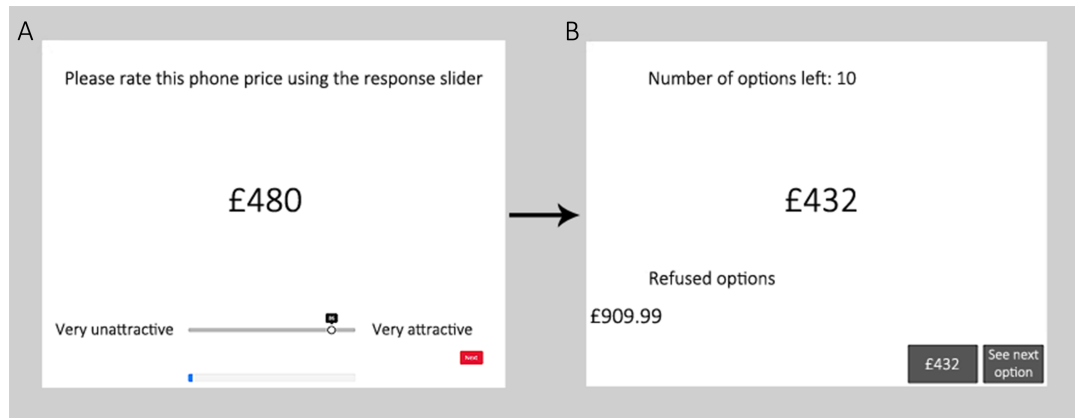 A
Please rate this phone price using the response slider
£480
Very unattractive
Very attractive
Next
B
Number of options left: 10
£432
Refused options
£909.99
£432
See next
option